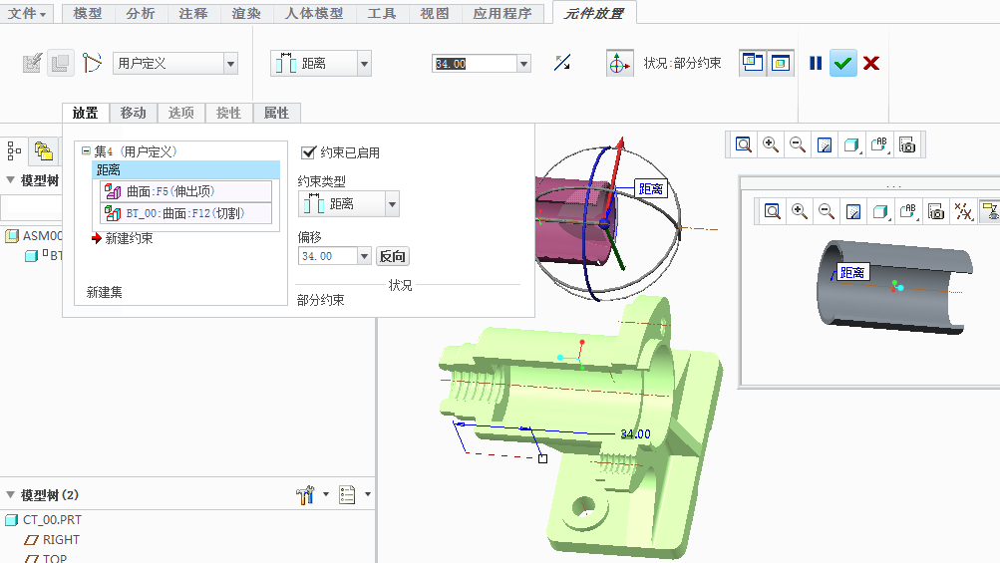 文件 模型 分析 注释 渲染 人体模型 工具 视图 应用程序 元件放置
用户定义 距离 34.00 状况:部分约束
放置 移动 选项 挠性 属性
集4 (用户定义)
距离
曲面:F5(伸出项)
BT_00:曲面:F12(切割)
新建约束
新建集
约束已启用
约束类型
距离
偏移
34.00 反向
状况
部分约束
模型树
ASM00
BT
距离
34.00
距离
模型树(2)
CT_00.PRT
RIGHT
TOP